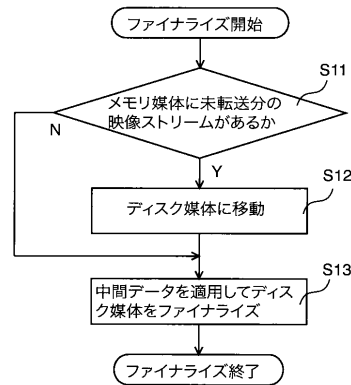 ファイナライズ開始
S11
メモリ媒体に未転送分の
映像ストリームがあるか
N
Y
S12
ディスク媒体に移動
S13
中間データを適用してディス
ク媒体をファイナライズ
ファイナライズ終了